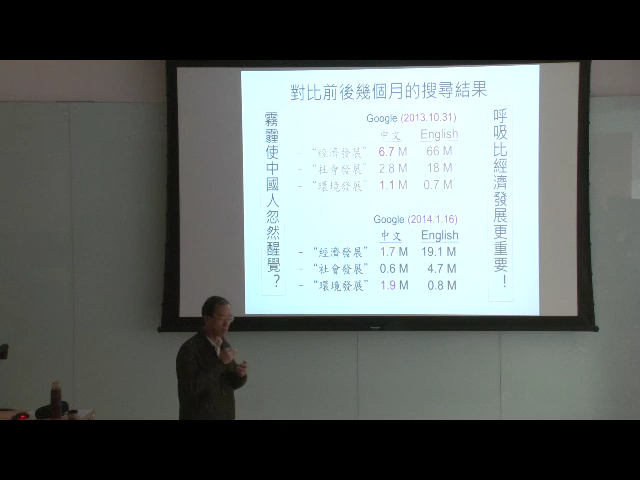 對比前後幾個月的搜尋結果
霧霾使中國人忽然醒覺？
Google (2013.10.31)
中文 English
- “經濟發展” 6.7 M 66 M
- “社會發展” 2.8 M 18 M
- “環境發展” 1.1 M 0.7 M
Google (2014.1.16)
中文 English
- “經濟發展” 1.7 M 19.1 M
- “社會發展” 0.6 M 4.7 M
- “環境發展” 1.9 M 0.8 M
呼吸比經濟發展更重要！